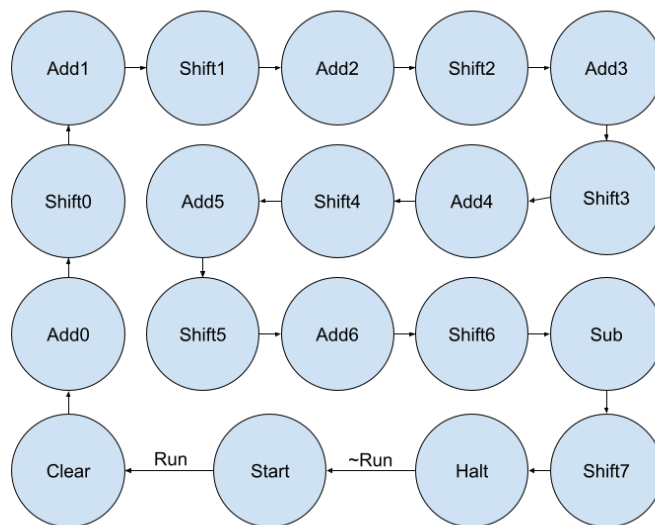 Add1 Shift1 Add2 Shift2 Add3
Shift0 Add5 Shift4 Add4 Shift3
Add0 Shift5 Add6 Shift6 Sub
Clear Run Start ~Run Halt Shift7